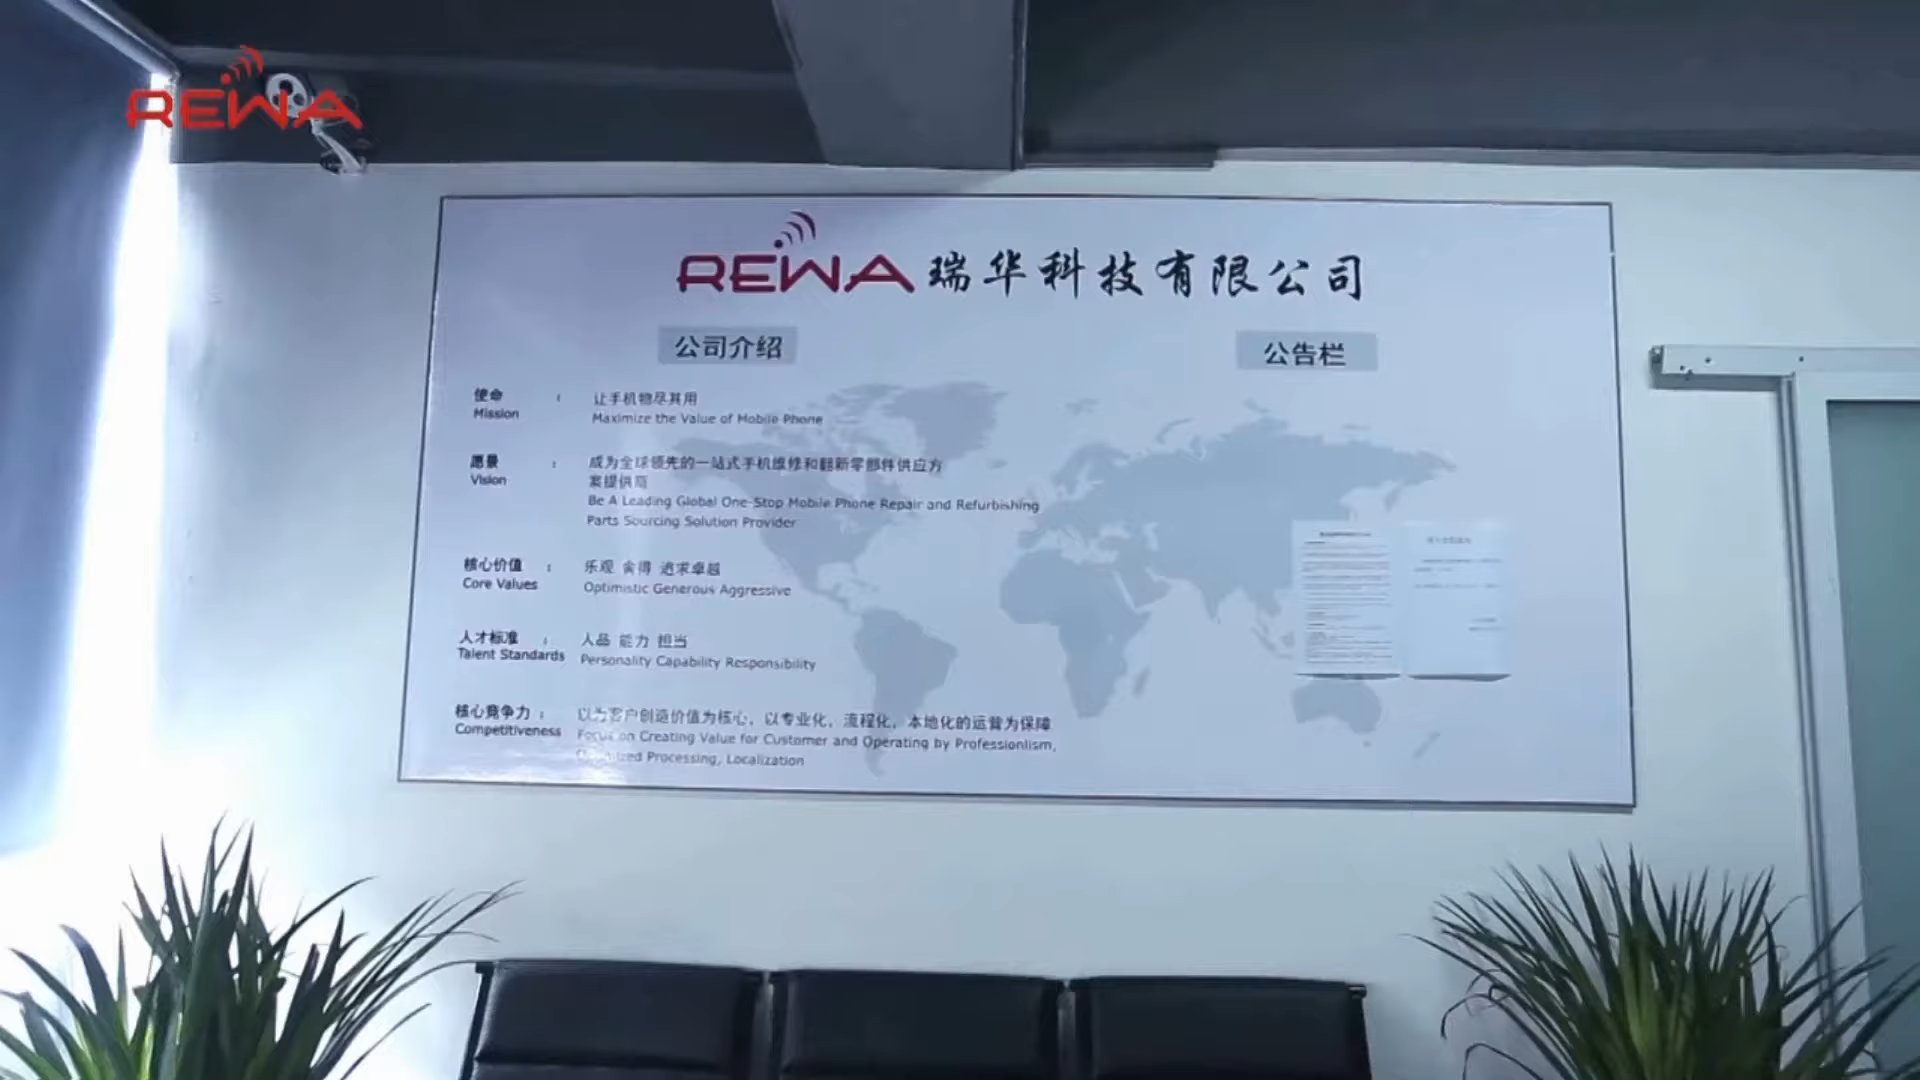 REWA
REWA 瑞华科技有限公司
公司介绍
公告栏
使命 : 让手机物尽其用
Mission Maximize the Value of Mobile Phone
愿景 : 成为全球领先的一站式手机维修和翻新零部件供应方
案提供商
Vision Be A Leading Global One-Stop Mobile Phone Repair and Refurbishing
Parts Sourcing Solution Provider
核心价值 : 乐观 舍得 追求卓越
Core Values Optimistic Generous Aggressive
人才标准 : 人品 能力 担当
Talent Standards Personality Capability Responsibility
核心竞争力 : 以为客户创造价值为核心，以专业化，流程化，本地化的运营为保障
Competitiveness Focus on Creating Value for Customer and Operating by Professionlism,
Processing, Localization